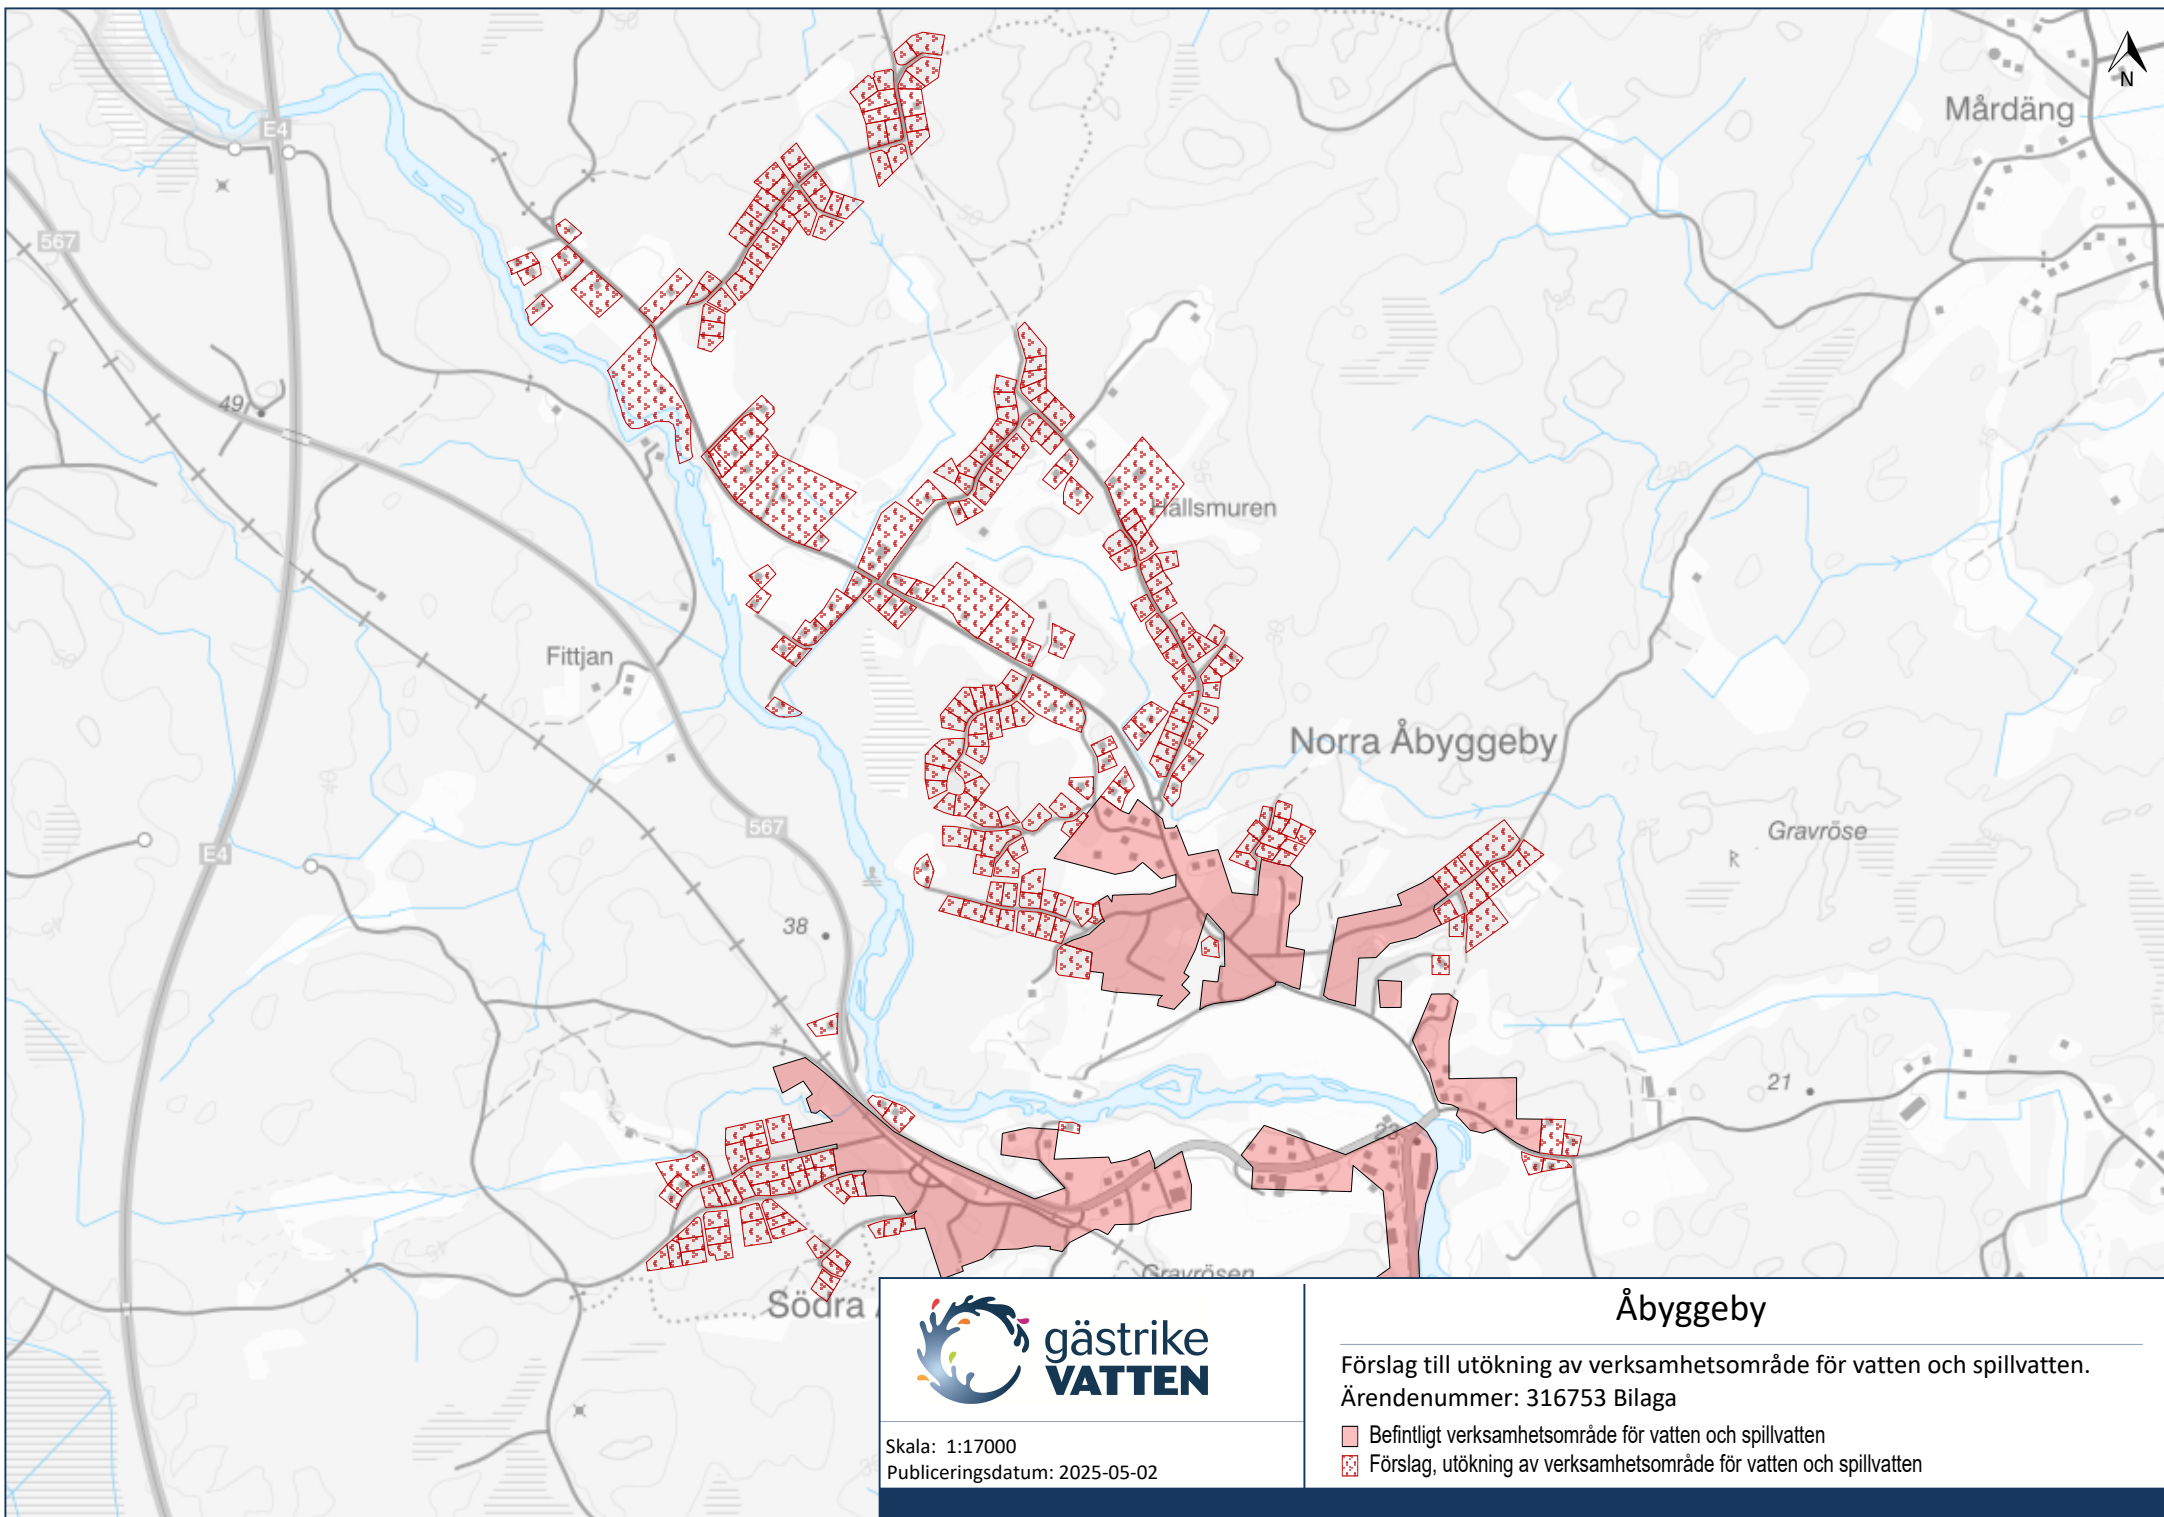 N
Mårdäng
E4
567
49
Hällsmuren
Fittjan
Norra Åbyggeby
567
Gravröse
E4
R
38
21
23
Gravrösen
Södra
gästrike
VATTEN
Skala: 1:17000
Publiceringsdatum: 2025-05-02
Åbyggeby
Förslag till utökning av verksamhetsområde för vatten och spillvatten.
Ärendenummer: 316753 Bilaga
Befintligt verksamhetsområde för vatten och spillvatten
Förslag, utökning av verksamhetsområde för vatten och spillvatten